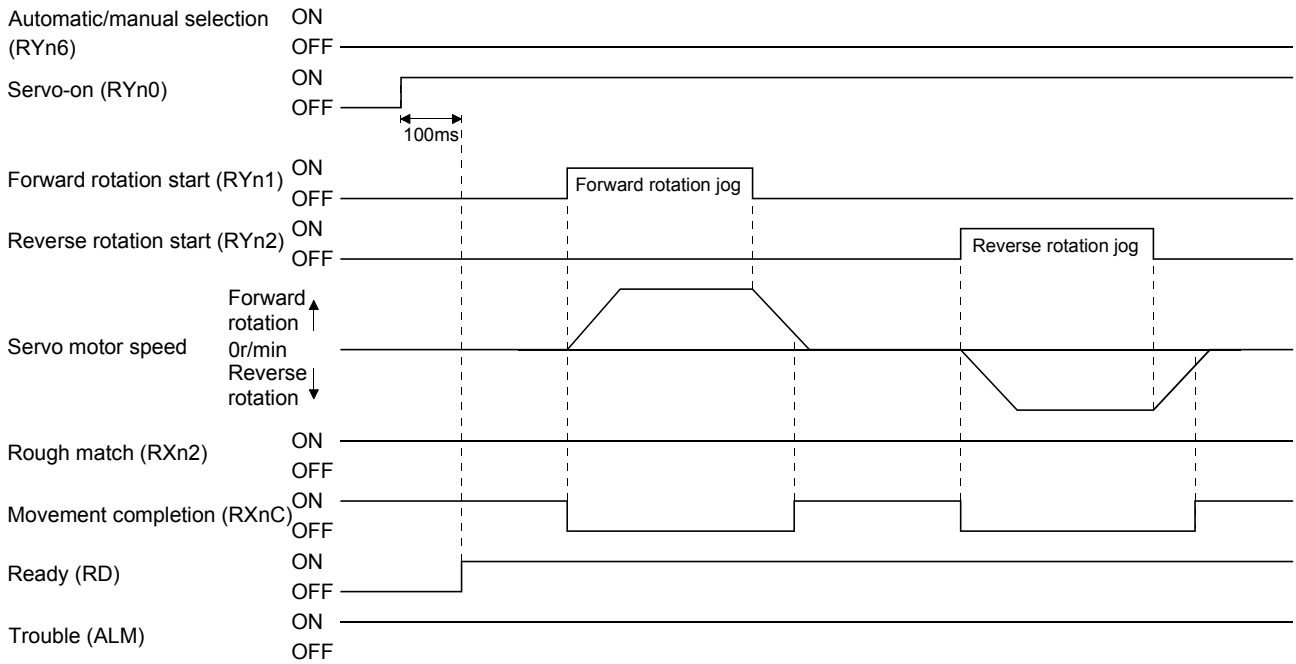 Automatic/manual selection ON
(RYn6) OFF
Servo-on (RYn0) ON
OFF
100ms
Forward rotation start (RYn1) ON
OFF
Forward rotation jog
Reverse rotation start (RYn2) ON
OFF
Reverse rotation jog
Servo motor speed
Forward
rotation
0r/min
Reverse
rotation
Rough match (RXn2) ON
OFF
Movement completion (RXnC) ON
OFF
Ready (RD) ON
OFF
Trouble (ALM) ON
OFF